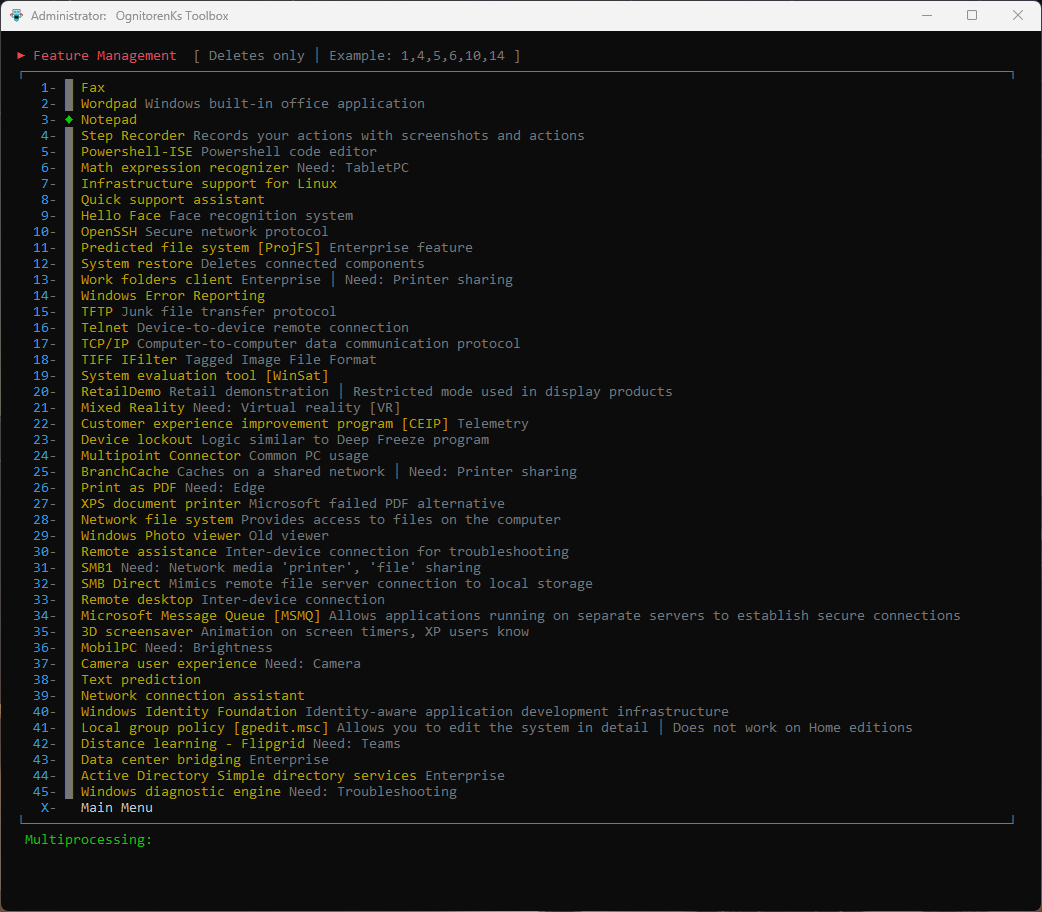 Administrator: OgnitorenKs Toolbox
► Feature Management [ Deletes only │ Example: 1,4,5,6,10,14 ]
1- Fax
2- Wordpad Windows built-in office application
3- ♦ Notepad
4- Step Recorder Records your actions with screenshots and actions
5- Powershell-ISE Powershell code editor
6- Math expression recognizer Need: TabletPC
7- Infrastructure support for Linux
8- Quick support assistant
9- Hello Face Face recognition system
10- OpenSSH Secure network protocol
11- Predicted file system [ProjFS] Enterprise feature
12- System restore Deletes connected components
13- Work folders client Enterprise │ Need: Printer sharing
14- Windows Error Reporting
15- TFTP Junk file transfer protocol
16- Telnet Device-to-device remote connection
17- TCP/IP Computer-to-computer data communication protocol
18- TIFF IFilter Tagged Image File Format
19- System evaluation tool [WinSat]
20- RetailDemo Retail demonstration │ Restricted mode used in display products
21- Mixed Reality Need: Virtual reality [VR]
22- Customer experience improvement program [CEIP] Telemetry
23- Device lockout Logic similar to Deep Freeze program
24- Multipoint Connector Common PC usage
25- BranchCache Caches on a shared network │ Need: Printer sharing
26- Print as PDF Need: Edge
27- XPS document printer Microsoft failed PDF alternative
28- Network file system Provides access to files on the computer
29- Windows Photo viewer Old viewer
30- Remote assistance Inter-device connection for troubleshooting
31- SMB1 Need: Network media 'printer', 'file' sharing
32- SMB Direct Mimics remote file server connection to local storage
33- Remote desktop Inter-device connection
34- Microsoft Message Queue [MSMQ] Allows applications running on separate servers to establish secure connections
35- 3D screensaver Animation on screen timers, XP users know
36- MobilPC Need: Brightness
37- Camera user experience Need: Camera
38- Text prediction
39- Network connection assistant
40- Windows Identity Foundation Identity-aware application development infrastructure
41- Local group policy [gpedit.msc] Allows you to edit the system in detail │ Does not work on Home editions
42- Distance learning - Flipgrid Need: Teams
43- Data center bridging Enterprise
44- Active Directory Simple directory services Enterprise
45- Windows diagnostic engine Need: Troubleshooting
X- Main Menu
Multiprocessing: